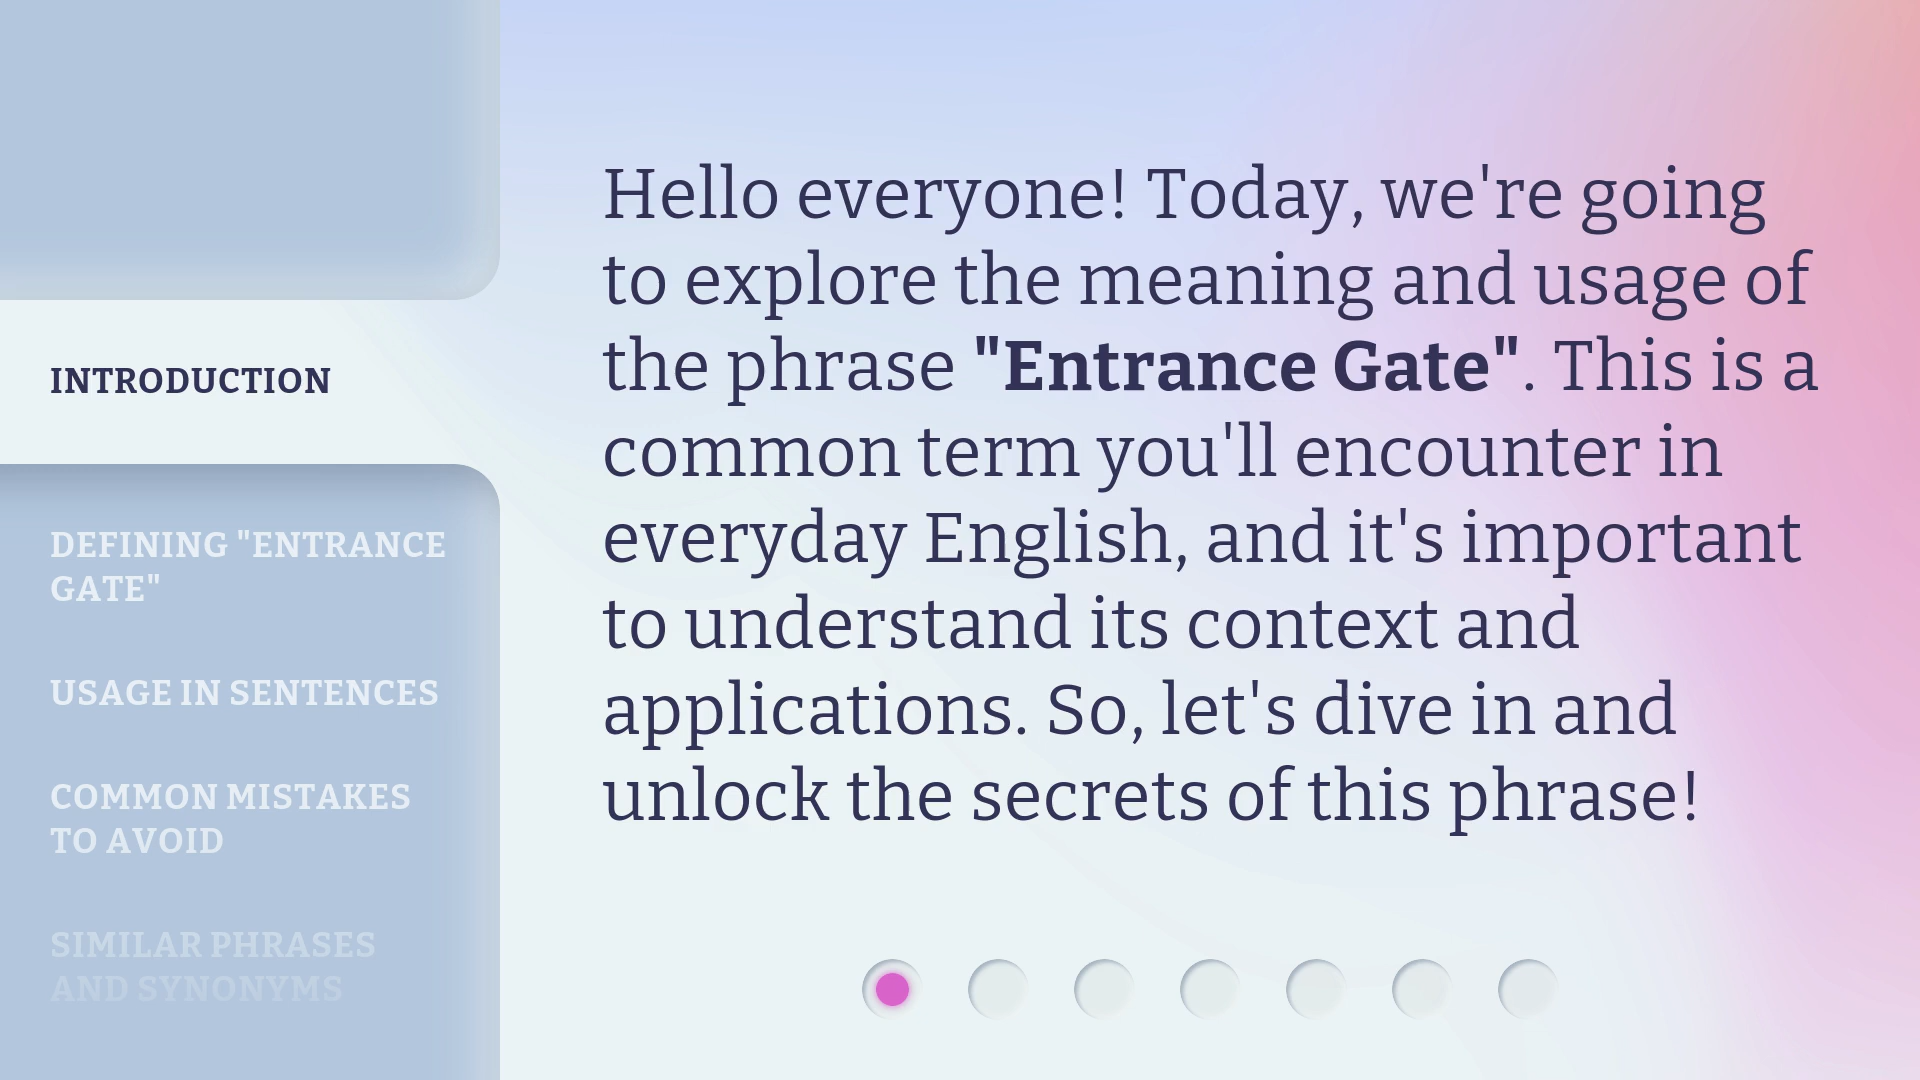 INTRODUCTION
DEFINING "ENTRANCE
GATE"
USAGE IN SENTENCES
COMMON MISTAKES
TO AVOID
SIMILAR PHRASES
AND SYNONYMS
Hello everyone! Today, we're going
to explore the meaning and usage of
the phrase "Entrance Gate". This is a
common term you'll encounter in
everyday English, and it's important
to understand its context and
applications. So, let's dive in and
unlock the secrets of this phrase!